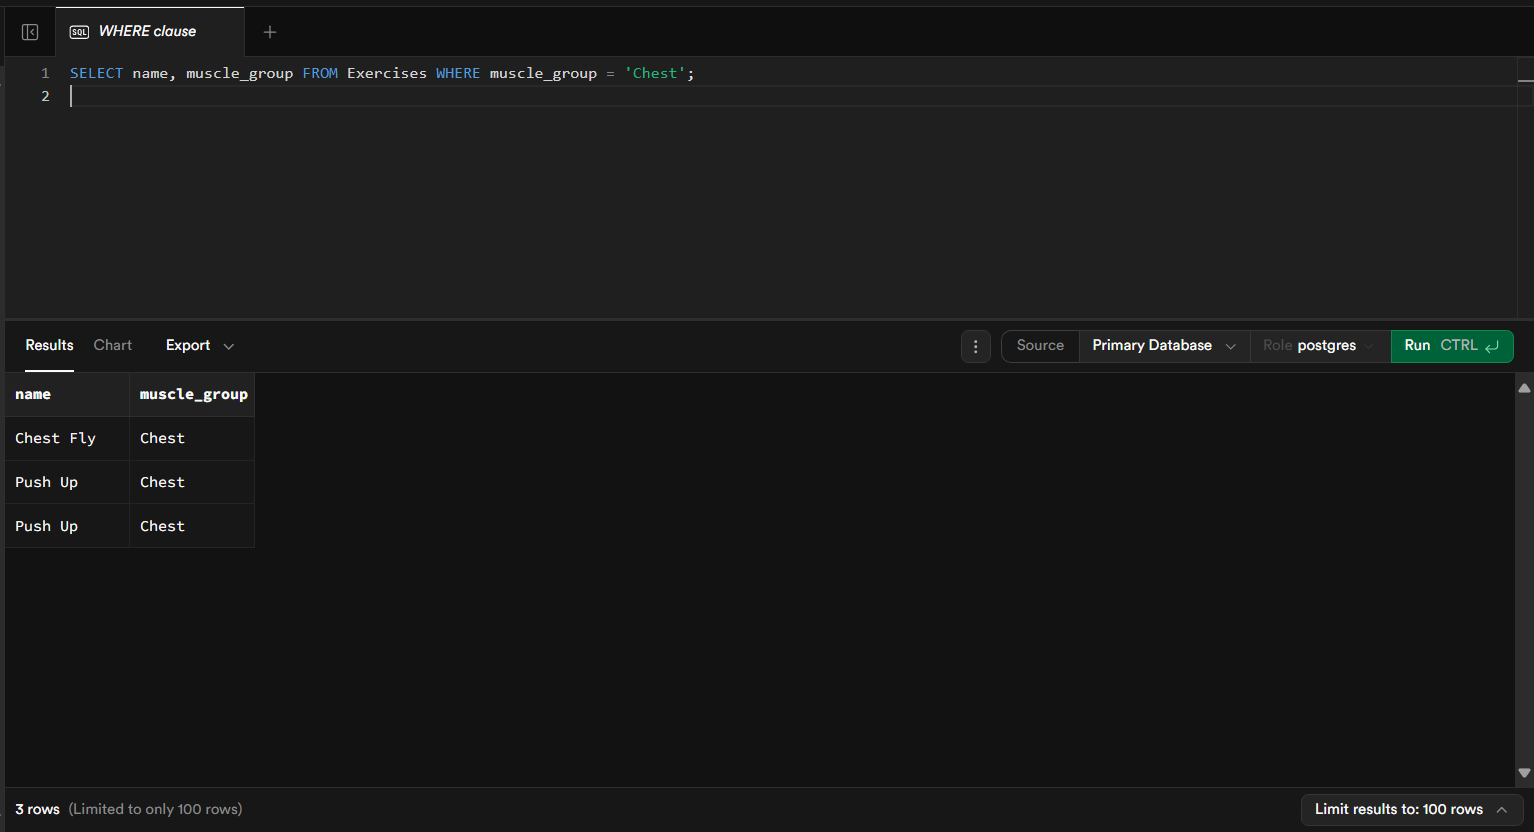 SQL WHERE clause
1 SELECT name, muscle_group FROM Exercises WHERE muscle_group = 'Chest';
2
Results Chart Export Source Primary Database Role postgres Run CTRL
name muscle_group
Chest Fly Chest
Push Up Chest
Push Up Chest
3 rows (Limited to only 100 rows) Limit results to: 100 rows